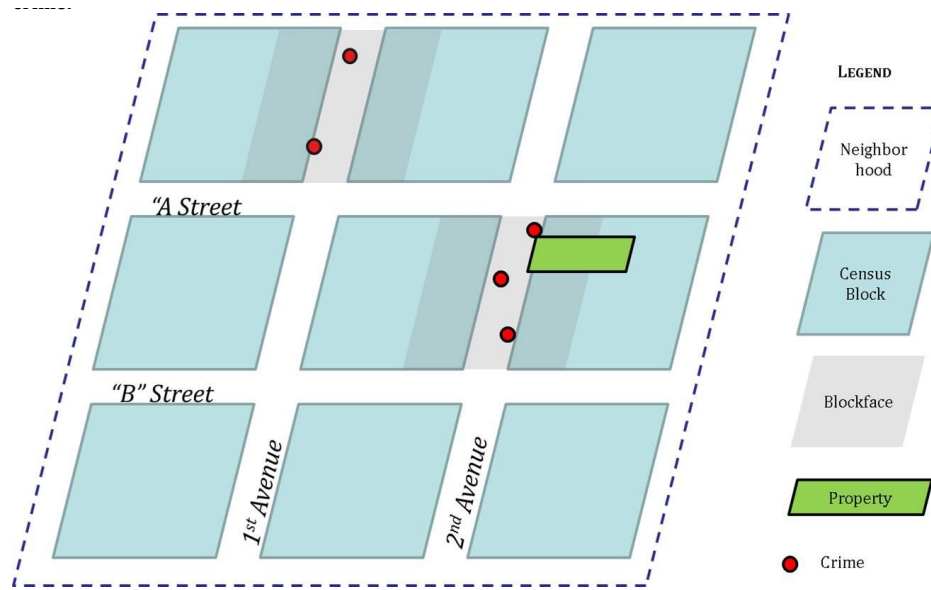 LEGEND
Neighbor
hood
"A Street
Census
Block
"B" Street
Blockface
1st Avenue
2nd Avenue
Property
Crime